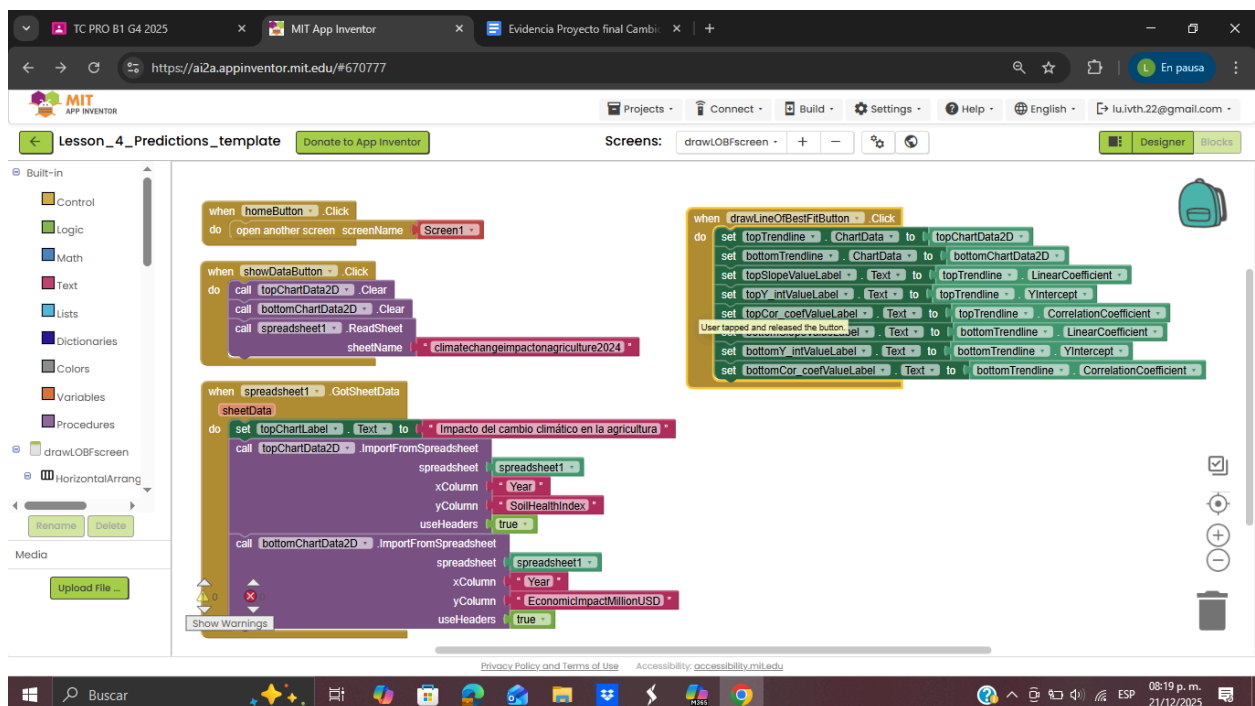 TC PRO B1 G4 2025
MIT App Inventor
Evidencia Proyecto final Cambic
https://ai2a.appinventor.mit.edu/#670777
En pausa
MIT
APP INVENTOR
Projects
Connect
Build
Settings
Help
English
lu.ivth.22@gmail.com
Lesson_4_Predictions_template
Donate to App Inventor
Screens:
drawLOBFscreen
Designer
Blocks
Built-in
Control
Logic
Math
Text
Lists
Dictionaries
Colors
Variables
Procedures
drawLOBFscreen
HorizontalArrang
Rename
Delete
Media
Upload File ...
when homeButton .Click
do open another screen screenName Screen1
when showDataButton .Click
do call topChartData2D .Clear
call bottomChartData2D .Clear
call spreadsheet1 .ReadSheet
sheetName " climatechangeimpactonagriculture2024 "
when spreadsheet1 .GotSheetData
sheetData
do set topChartLabel . Text to " Impacto del cambio climático en la agricultura "
call topChartData2D .ImportFromSpreadsheet
spreadsheet spreadsheet1
xColumn " Year "
yColumn " SoilHealthIndex "
useHeaders true
call bottomChartData2D .ImportFromSpreadsheet
spreadsheet spreadsheet1
xColumn " Year "
yColumn " EconomicImpactMillionUSD "
useHeaders true
0
Show Warnings
when drawLineOfBestFitButton .Click
do set topTrendline . ChartData to topChartData2D
set bottomTrendline . ChartData to bottomChartData2D
set topSlopeValueLabel . Text to topTrendline . LinearCoefficient
set topY_intValueLabel . Text to topTrendline . YIntercept
set topCor_coefValueLabel . Text to topTrendline . CorrelationCoefficient
User tapped and released the button.
. Text to bottomTrendline . LinearCoefficient
set bottomY_intValueLabel . Text to bottomTrendline . YIntercept
set bottomCor_coefValueLabel . Text to bottomTrendline . CorrelationCoefficient
Privacy Policy and Terms of Use
Accessibility: accessibility.mit.edu
Buscar
M365
ESP
08:19 p. m.
21/12/2025